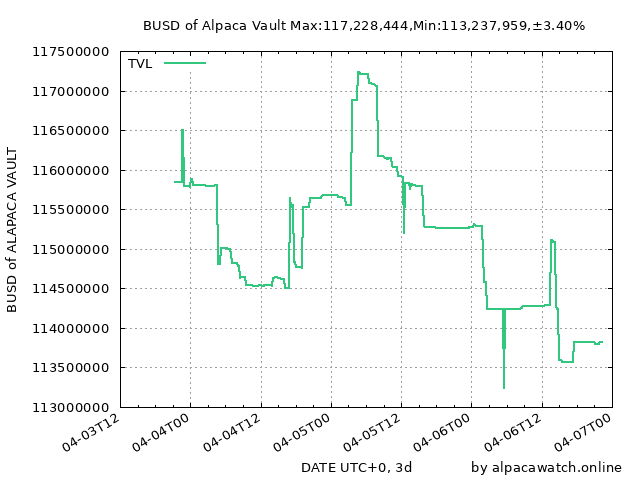 BUSD of Alpaca Vault Max:117,228,444,Min:113,237,959,±3.40%
117500000
TVL
117000000
116500000
116000000
115500000
115000000
114500000
114000000
113500000
113000000
BUSD of ALAPACA VAULT
04-03T12
04-04T00
04-04T12
04-05T00
04-05T12
04-06T00
04-06T12
04-07T00
DATE UTC+0, 3d
by alpacawatch.online